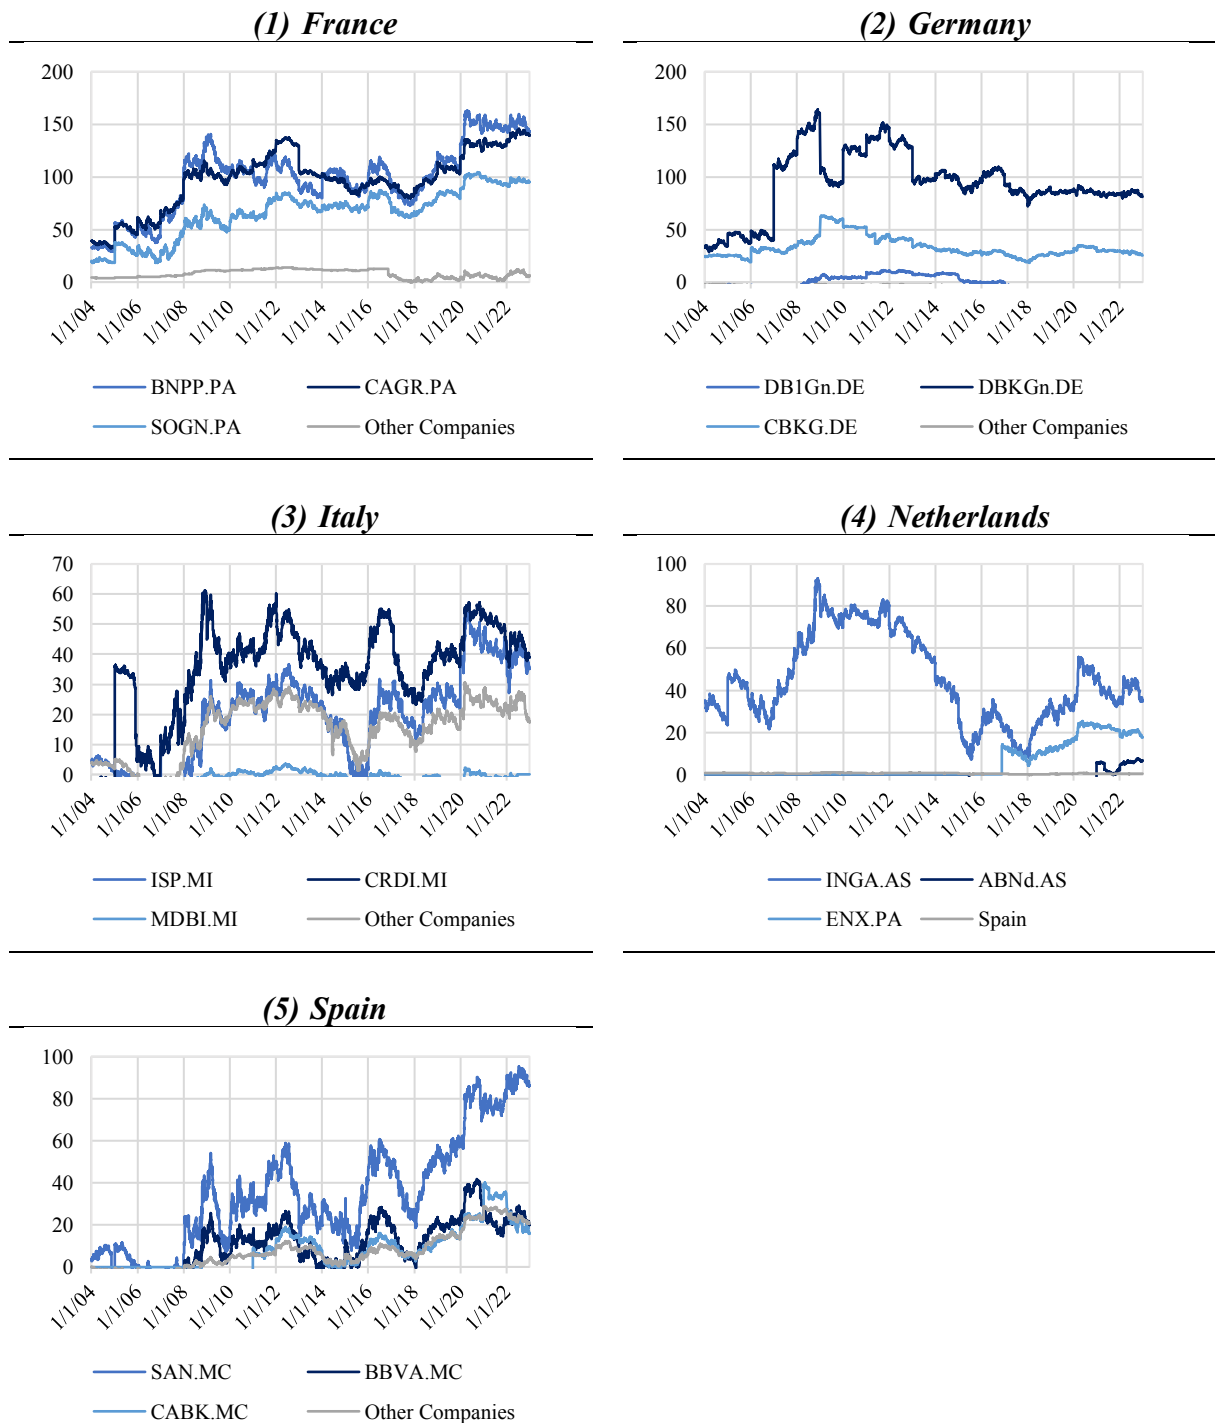 (1) France
200
150
100
50
0
1/1/04 1/1/06 1/1/08 1/1/10 1/1/12 1/1/14 1/1/16 1/1/18 1/1/20 1/1/22
BNPP.PA CAGR.PA
SOGN.PA Other Companies
(2) Germany
200
150
100
50
0
1/1/04 1/1/06 1/1/08 1/1/10 1/1/12 1/1/14 1/1/16 1/1/18 1/1/20 1/1/22
DB1Gn.DE DBKGn.DE
CBKG.DE Other Companies
(3) Italy
70
60
50
40
30
20
10
0
1/1/04 1/1/06 1/1/08 1/1/10 1/1/12 1/1/14 1/1/16 1/1/18 1/1/20 1/1/22
ISP.MI CRDI.MI
MDBI.MI Other Companies
(4) Netherlands
100
80
60
40
20
0
1/1/04 1/1/06 1/1/08 1/1/10 1/1/12 1/1/14 1/1/16 1/1/18 1/1/20 1/1/22
INGA.AS ABNd.AS
ENX.PA Spain
(5) Spain
100
80
60
40
20
0
1/1/04 1/1/06 1/1/08 1/1/10 1/1/12 1/1/14 1/1/16 1/1/18 1/1/20 1/1/22
SAN.MC BBVA.MC
CABK.MC Other Companies